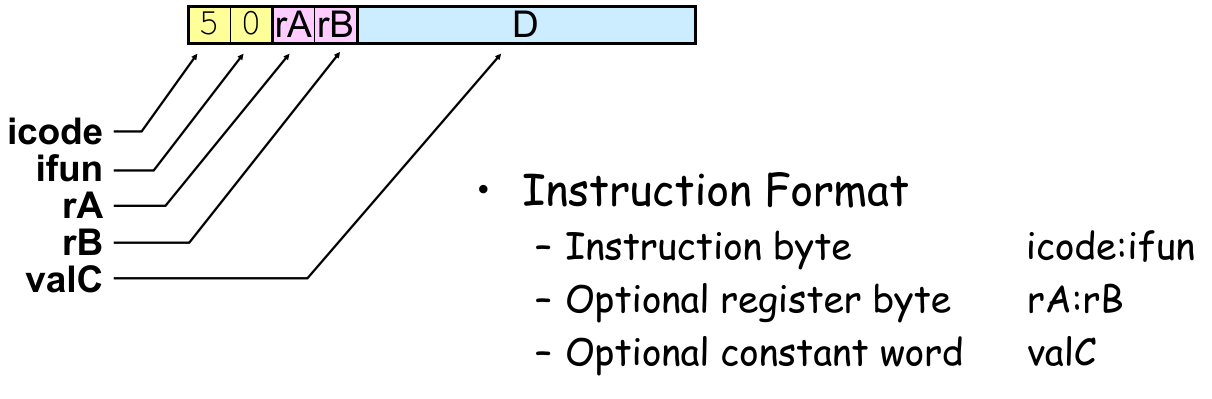 5 0 rA rB D
icode
ifun
rA
rB
valC
• Instruction Format
– Instruction byte icode:ifun
– Optional register byte rA:rB
– Optional constant word valC